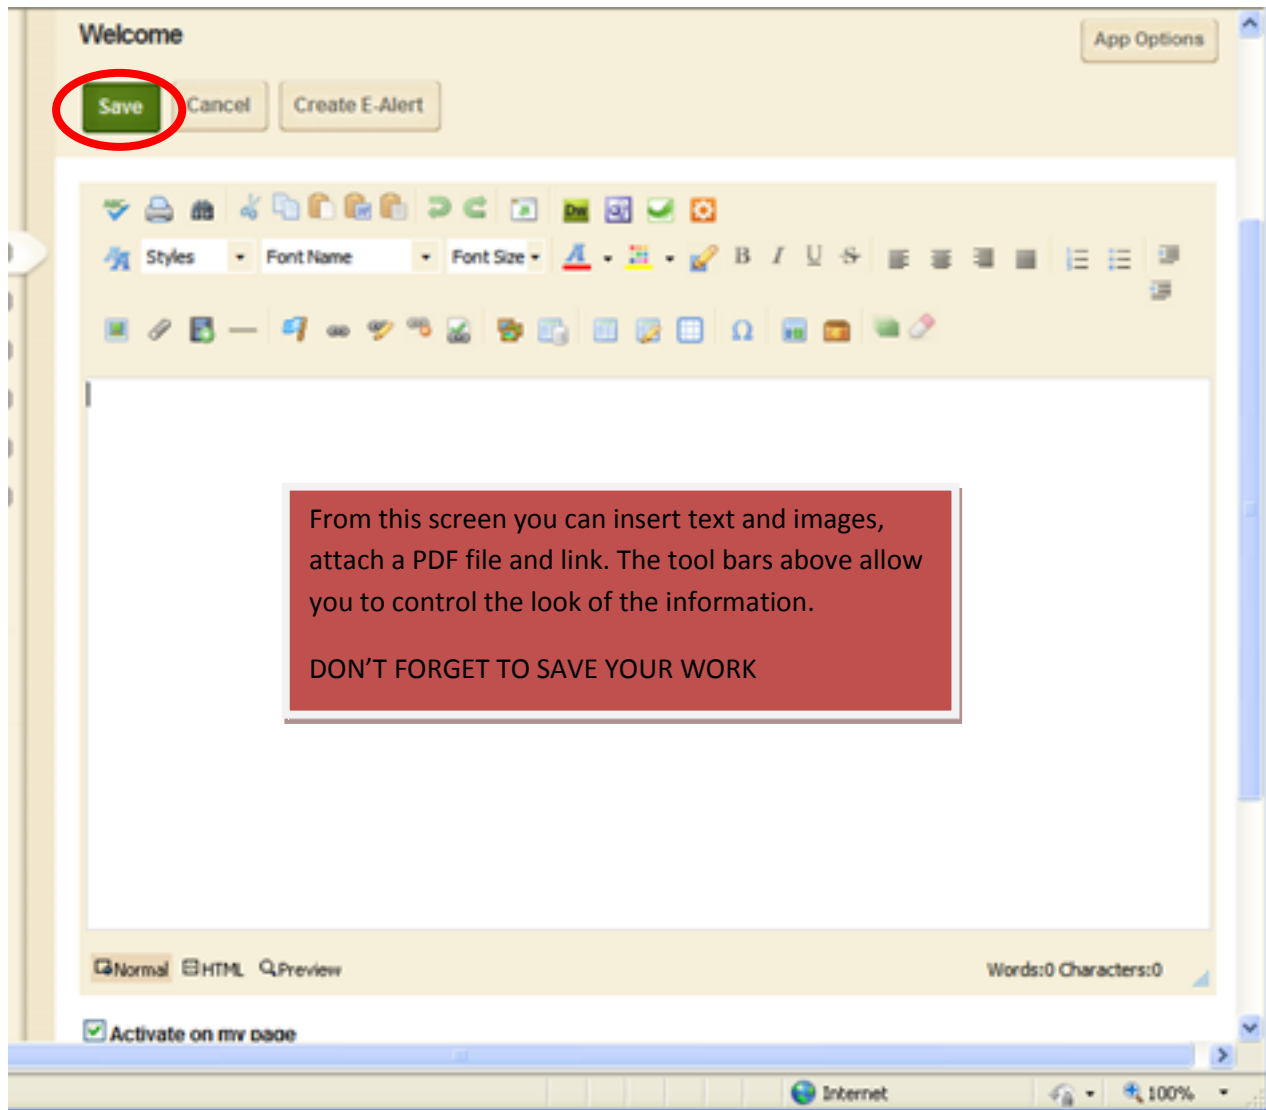 Welcome
App Options
Save Cancel Create E-Alert
ABC
Dw
Styles Font Name Font Size A B I U S
Ω
From this screen you can insert text and images,
attach a PDF file and link. The tool bars above allow
you to control the look of the information.
DON’T FORGET TO SAVE YOUR WORK
Normal HTML Preview Words:0 Characters:0
Activate on my page
Internet 100%